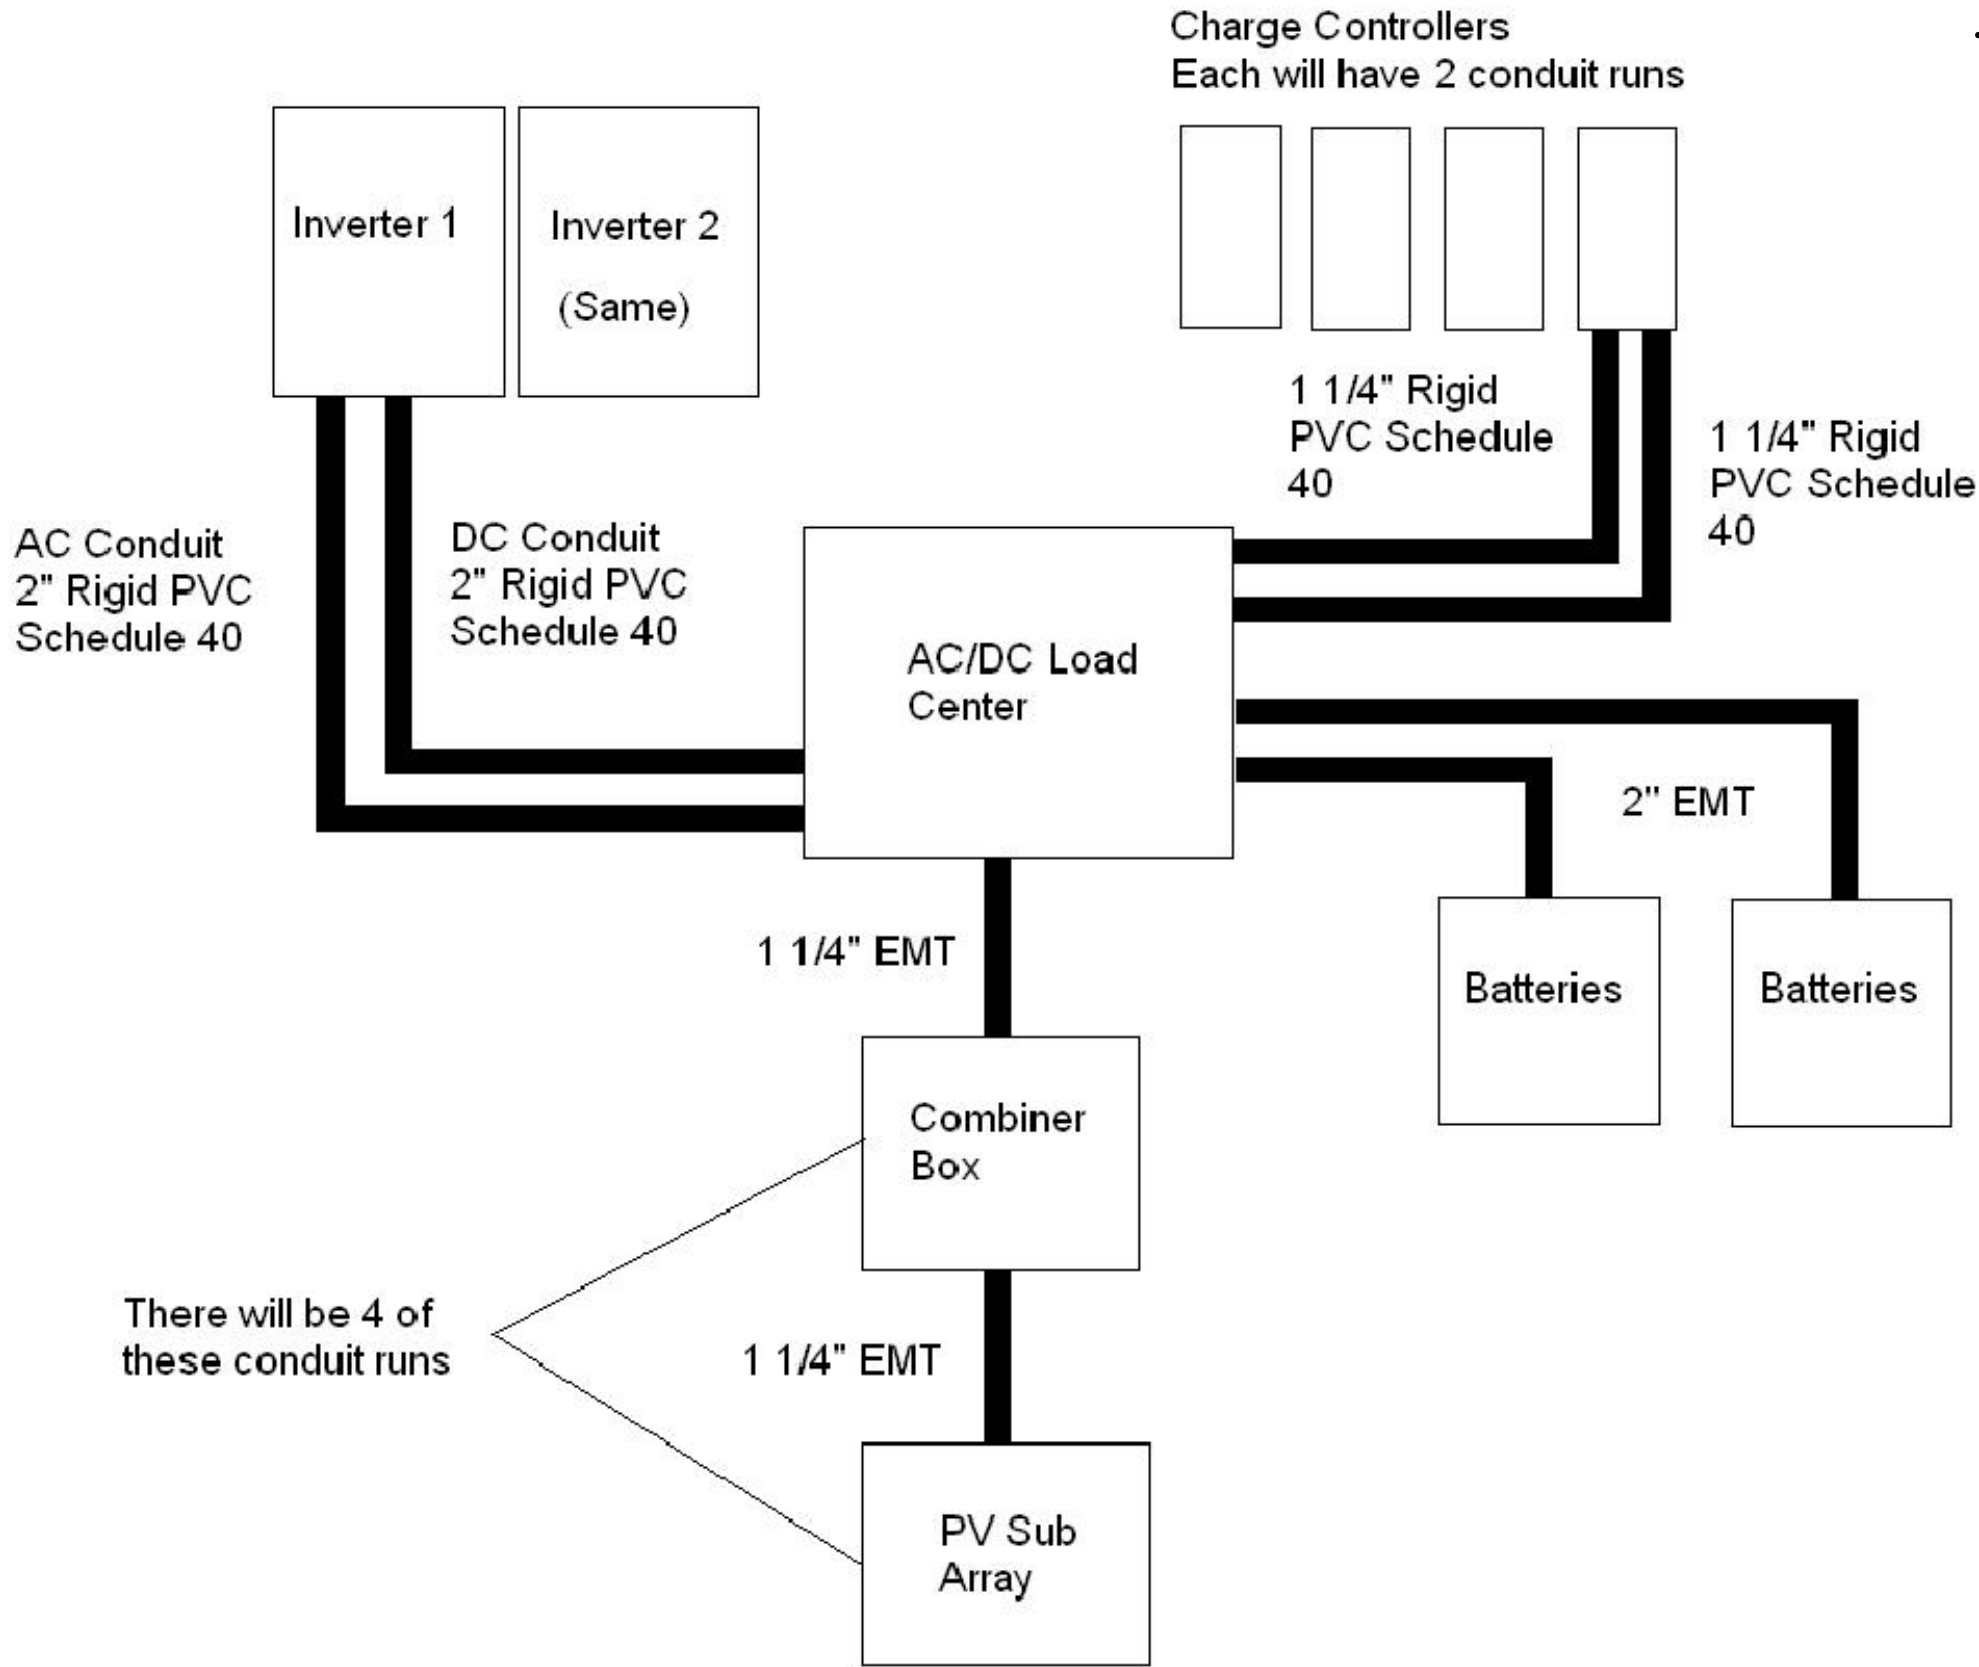 Charge Controllers
Each will have 2 conduit runs
Inverter 1
Inverter 2
(Same)
1 1/4" Rigid
PVC Schedule
40
1 1/4" Rigid
PVC Schedule
40
AC Conduit
2" Rigid PVC
Schedule 40
DC Conduit
2" Rigid PVC
Schedule 40
AC/DC Load
Center
2" EMT
1 1/4" EMT
Batteries
Batteries
Combiner
Box
There will be 4 of
these conduit runs
1 1/4" EMT
PV Sub
Array